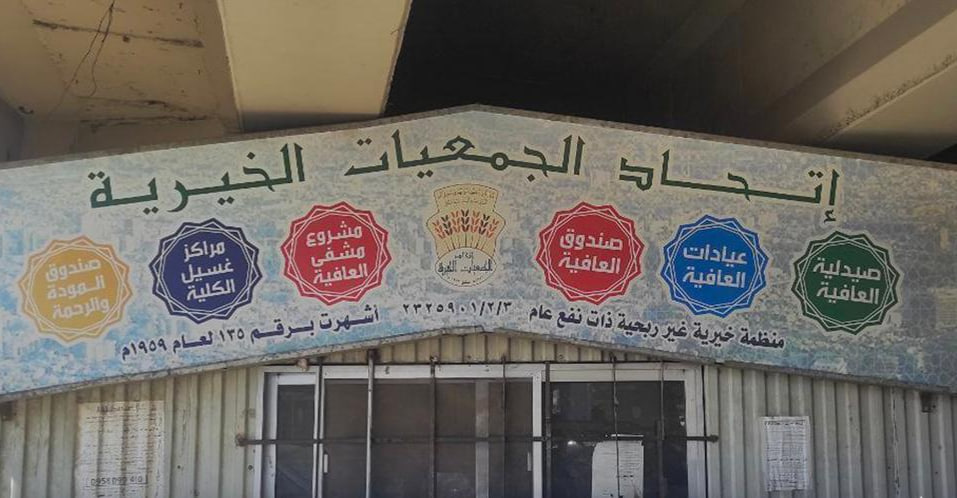 إتحاد الجمعيات الخيرية
صيدلية
العافية
عيادات
العافية
صندوق
العافية
مشروع
مشفى
العافية
مراكز
غسيل
الكلية
صندوق
المودة
والرحمة
منظمة خيرية غير ربحية ذات نفع عام ٢٣٢٥٩٠١/٢/٣ أشهرت برقم ١٣٥ لعام ١٩٥٩م